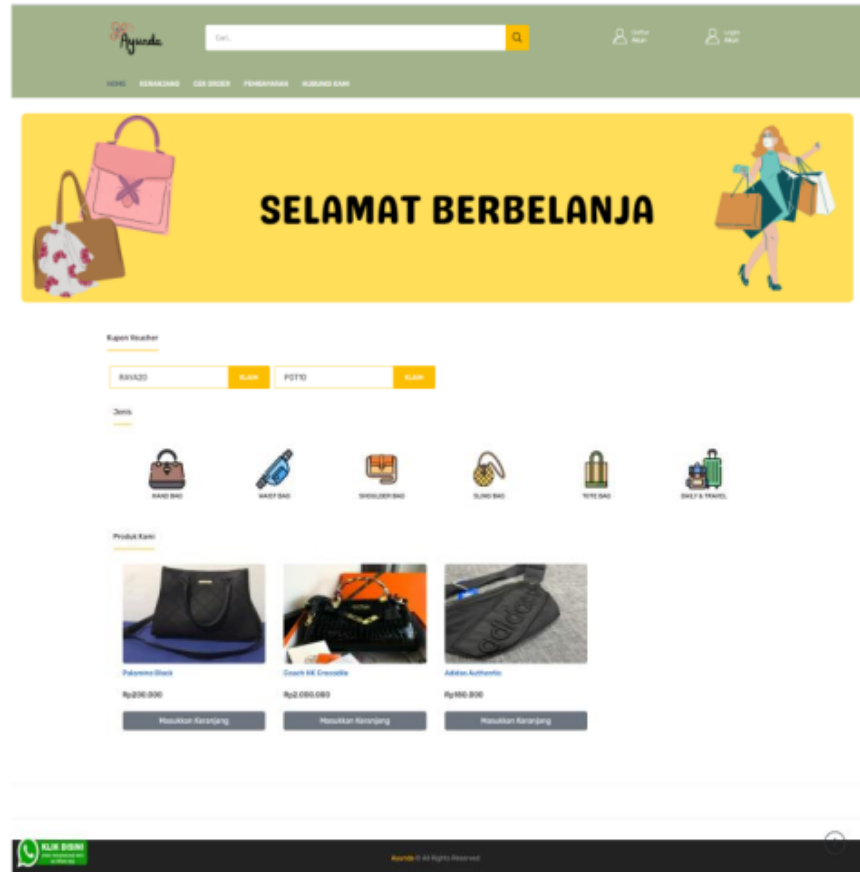 Ayunda
Cari..
Daftar
Akun
Login
Akun
HOME KERANJANG CEK ORDER PEMBAYARAN HUBUNGI KAMI
SELAMAT BERBELANJA
Kupon Voucher
RAYA20 KLAIM POT10 KLAIM
Jenis
HAND BAG WAIST BAG SHOULDER BAG SLING BAG TOTE BAG DAILY & TRAVEL
Produk Kami
adidas
Palomino Black Coach HK Crocodile Adidas Authentic
Rp200.000 Rp2.000.000 Rp180.000
Masukkan Keranjang Masukkan Keranjang Masukkan Keranjang
KLIK DISINI
Ayunda © All Rights Reserved